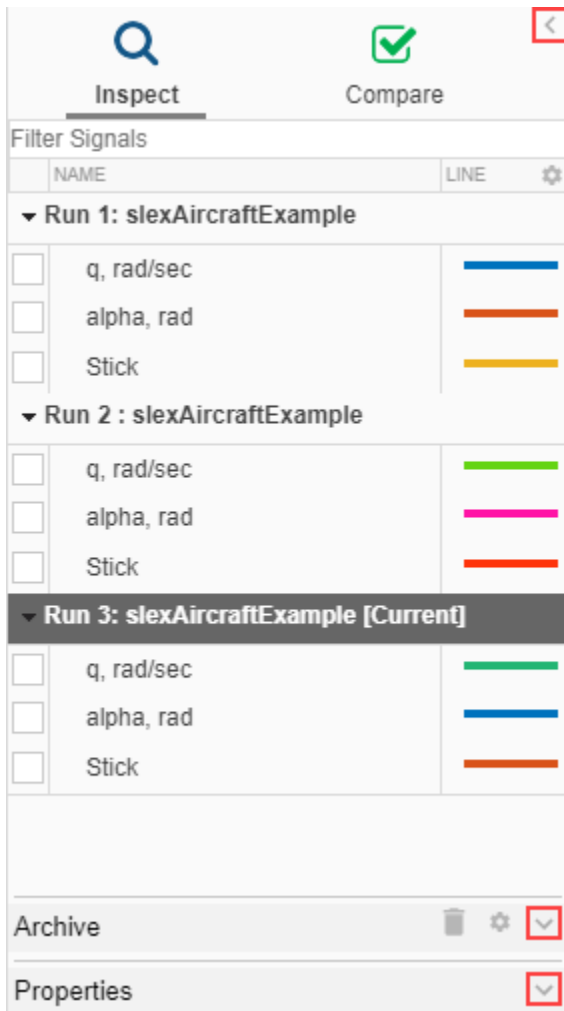 Inspect Compare
Filter Signals
NAME LINE
Run 1: slexAircraftExample
q, rad/sec
alpha, rad
Stick
Run 2 : slexAircraftExample
q, rad/sec
alpha, rad
Stick
Run 3: slexAircraftExample [Current]
q, rad/sec
alpha, rad
Stick
Archive
Properties